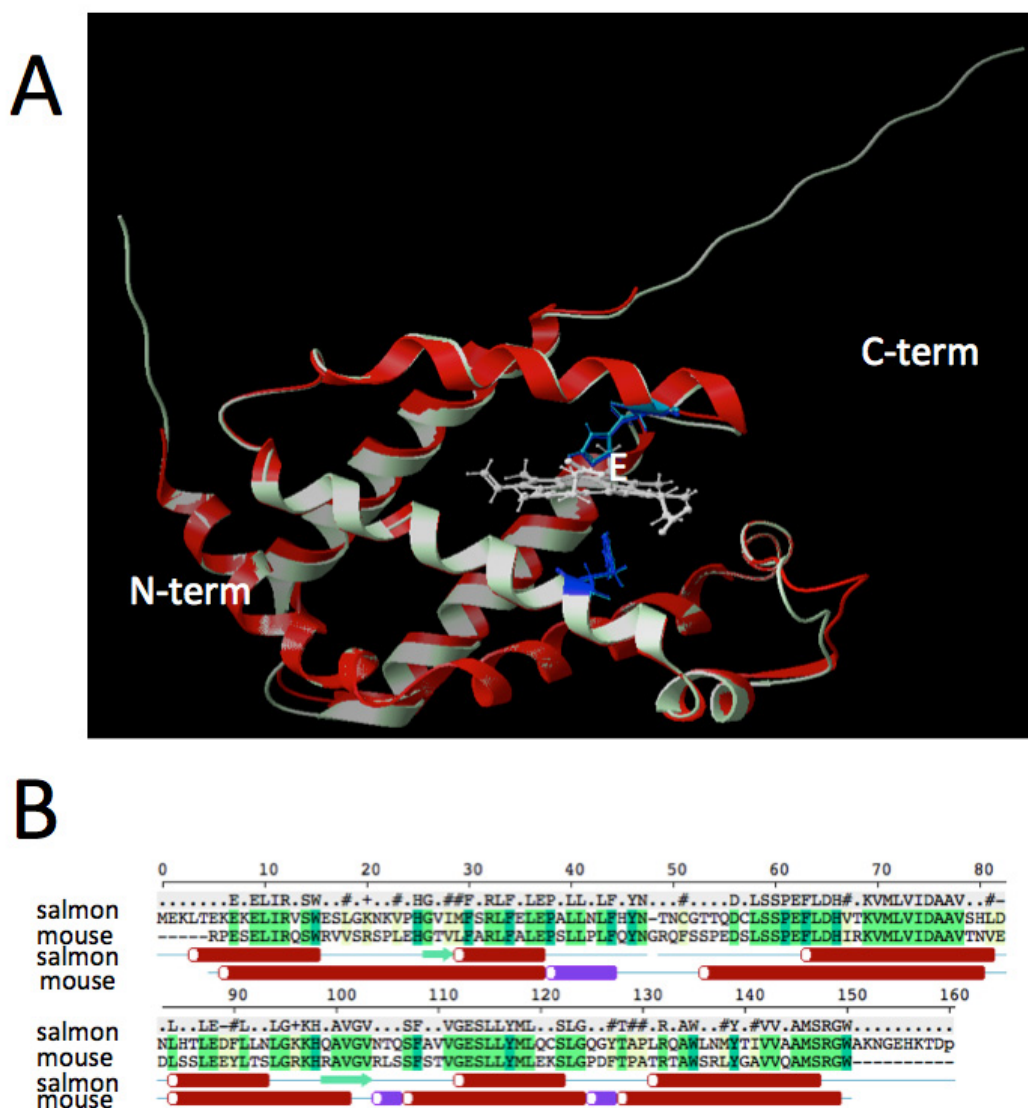 A
E
C-term
N-term
B
0 10 20 30 40 50 60 70 80
.......E.ELIR.SW..#.+..#.HG.##F.RLF.LEP.LL.LF.YN.......D.LSSPEFLDH#.KVMLVIDAAV..#-
salmon MEKLTEKEKELIRVSWESLGKNKVPHGVIMFSRLFELEPALLNLFHYN-TNCGTTQDCLSSPEFLDHVTKVMLVIDAAVSHLD
mouse -----RPESELIRQSWRVVSRSPLEHGTVLFARLFALEPSLLPLFQYNGRQFSSPEDSLSSPEFLDHIRKVMLVIDAAVTNVE
salmon
mouse
90 100 110 120 130 140 150 160
.L..LE-#L..LG+KH.AVGV...SF..VGESLLYML..SLG..#T##.R.AW..#Y.#VV.AMSRGW..........
salmon NLHTLEDFLLNLGKKHQAVGVNTQSFAVVGESLLYMLQCSLGQGYTAPLRQAWLNMYTIVVAAMSRGWAKNGEHKTDp
mouse DLSSLEEYLTSLGRKHRAVGVRLSSFSTVGESLLYMLEKSLGPDFTPATRTAWSRLYGAVVQAMSRGW----------
salmon
mouse